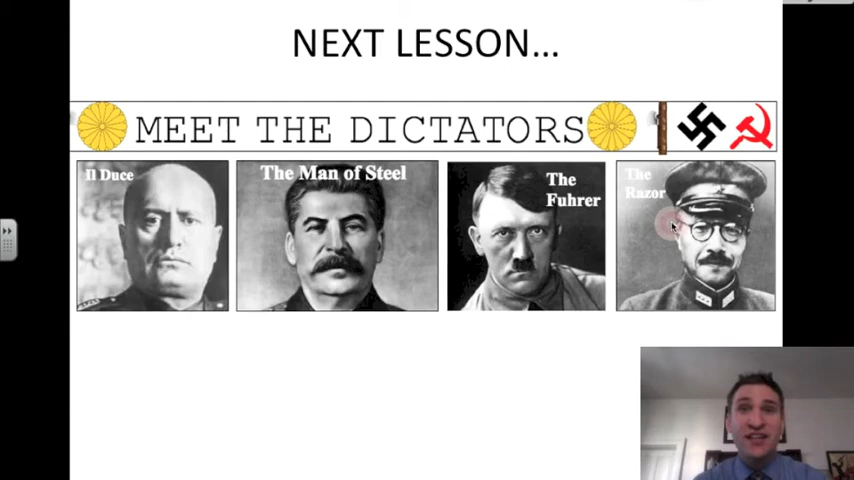 NEXT LESSON...
MEET THE DICTATORS
Il Duce
The Man of Steel
The
Fuhrer
The
Razor